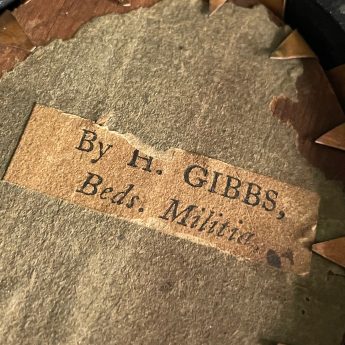 By H. GIBBS,
Beds. Militia.